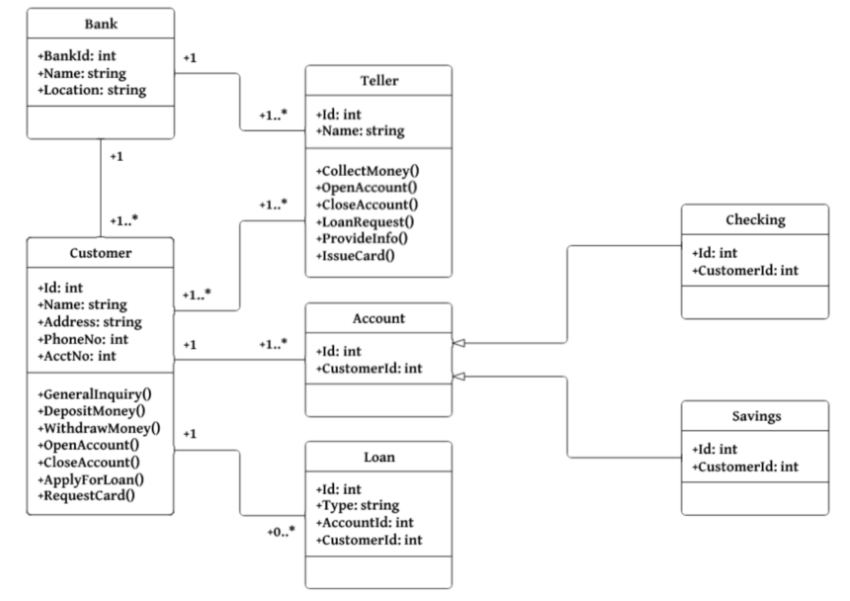 Bank
+BankId: int
+Name: string
+Location: string
+1
+1..*
Teller
+Id: int
+Name: string
+CollectMoney()
+OpenAccount()
+CloseAccount()
+LoanRequest()
+ProvideInfo()
+IssueCard()
+1
+1..*
Customer
+Id: int
+Name: string
+Address: string
+PhoneNo: int
+AcctNo: int
+GeneralInquiry()
+DepositMoney()
+WithdrawMoney()
+OpenAccount()
+CloseAccount()
+ApplyForLoan()
+RequestCard()
+1..*
+1..*
+1
+1..*
Account
+Id: int
+CustomerId: int
+1
+0..*
Loan
+Id: int
+Type: string
+AccountId: int
+CustomerId: int
Checking
+Id: int
+CustomerId: int
Savings
+Id: int
+CustomerId: int